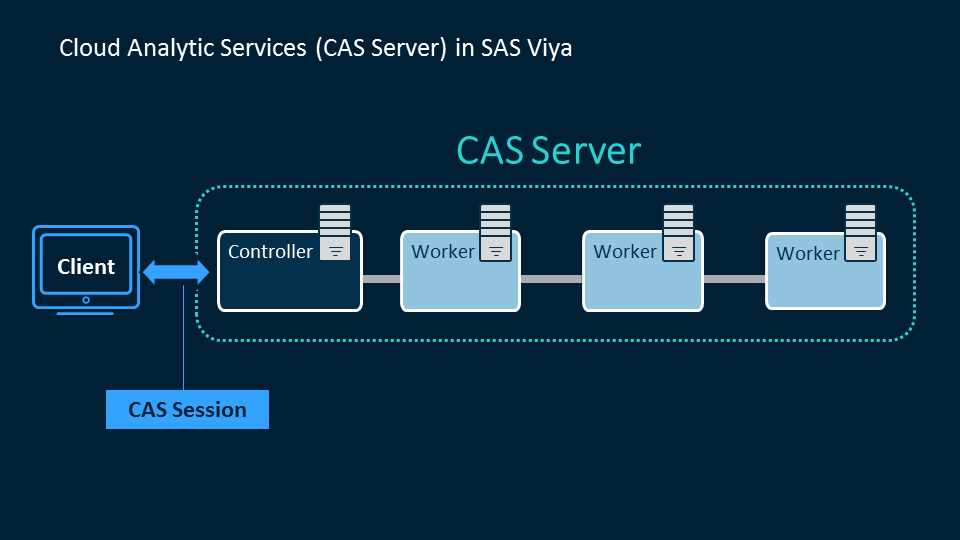 Cloud Analytic Services (CAS Server) in SAS Viya
CAS Server
Client
Controller
Worker
Worker
Worker
CAS Session